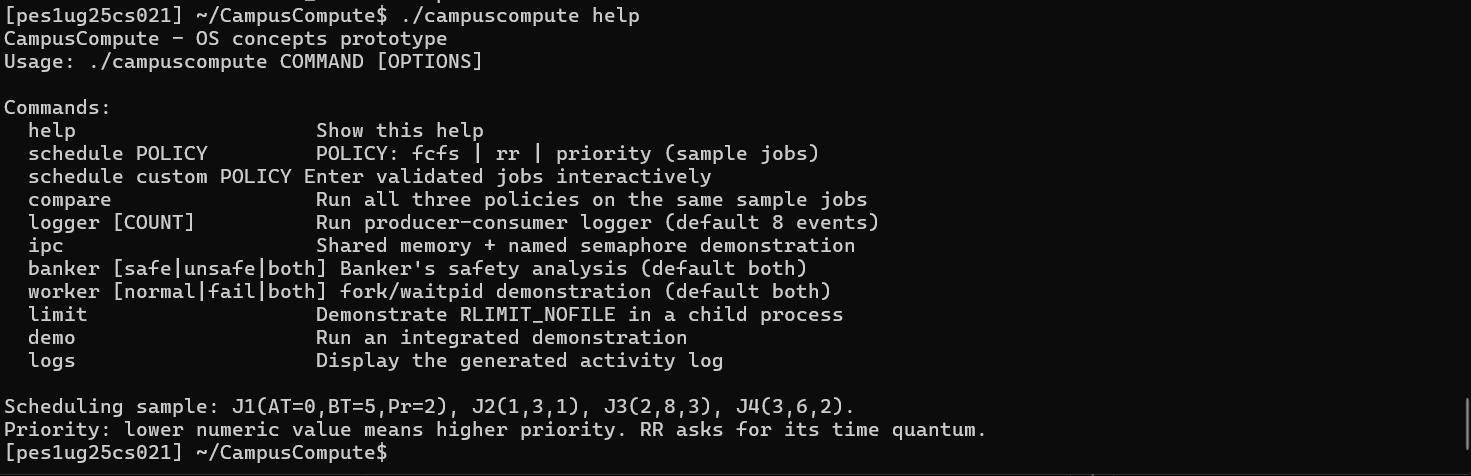 [pes1ug25cs021] ~/CampusCompute$ ./campuscompute help
CampusCompute - OS concepts prototype
Usage: ./campuscompute COMMAND [OPTIONS]

Commands:
  help                    Show this help
  schedule POLICY         POLICY: fcfs | rr | priority (sample jobs)
  schedule custom POLICY Enter validated jobs interactively
  compare                 Run all three policies on the same sample jobs
  logger [COUNT]          Run producer-consumer logger (default 8 events)
  ipc                     Shared memory + named semaphore demonstration
  banker [safe|unsafe|both] Banker's safety analysis (default both)
  worker [normal|fail|both] fork/waitpid demonstration (default both)
  limit                   Demonstrate RLIMIT_NOFILE in a child process
  demo                    Run an integrated demonstration
  logs                    Display the generated activity log

Scheduling sample: J1(AT=0,BT=5,Pr=2), J2(1,3,1), J3(2,8,3), J4(3,6,2).
Priority: lower numeric value means higher priority. RR asks for its time quantum.
[pes1ug25cs021] ~/CampusCompute$